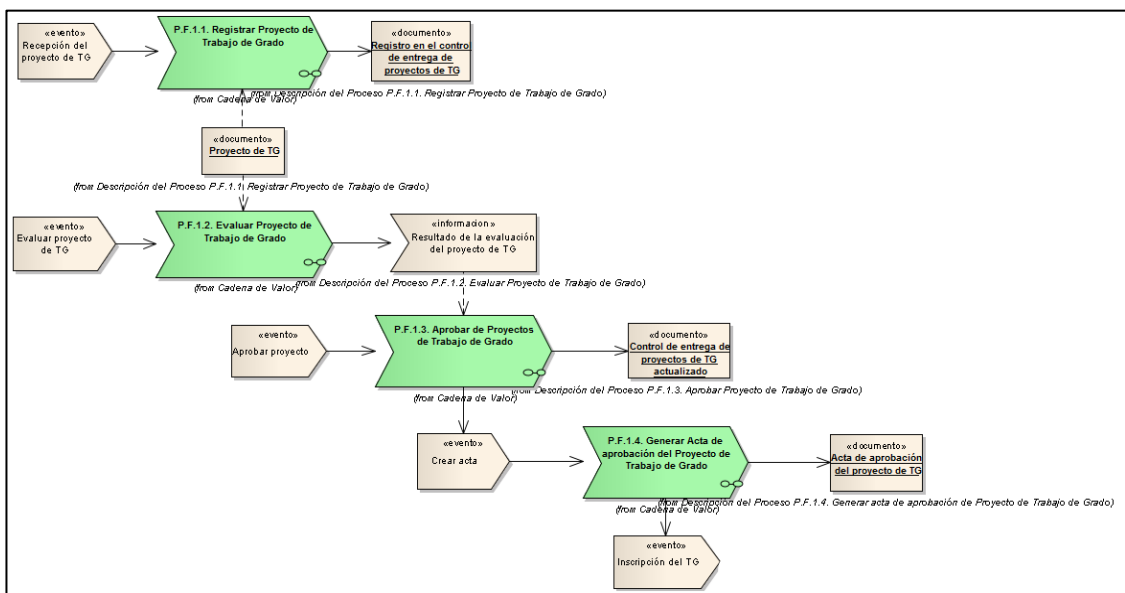 «evento»
Recepción del
proyecto de TG
P.F.1.1. Registrar Proyecto de
Trabajo de Grado
«documento»
Registro en el contro
de entrega de
proyectos de TG
(from Descripción del Proceso P.F.1.1. Registrar Proyecto de Trabajo de Grado)
(from Cadena de Valor)
«documento»
Proyecto de TG
(from Descripción del Proceso P.F.1.1. Registrar Proyecto de Trabajo de Grado)
«evento»
Evaluar proyecto
de TG
P.F.1.2. Evaluar Proyecto de
Trabajo de Grado
«informacion»
Resultado de la evaluación
del proyecto de TG
(from Descripción del Proceso P.F.1.2. Evaluar Proyecto de Trabajo de Grado)
(from Cadena de Valor)
«evento»
Aprobar proyecto
P.F.1.3. Aprobar de Proyectos
de Trabajo de Grado
«documento»
Control de entrega de
proyectos de TG
actualizado
(from Descripción del Proceso P.F.1.3. Aprobar Proyecto de Trabajo de Grado)
(from Cadena de Valor)
«evento»
Crear acta
P.F.1.4. Generar Acta de
aprobación del Proyecto de
Trabajo de Grado
«documento»
Acta de aprobación
del proyecto de TG
(from Descripción del Proceso P.F.1.4. Generar acta de aprobación de Proyecto de Trabajo de Grado)
(from Cadena de Valor)
«evento»
Inscripción del TG